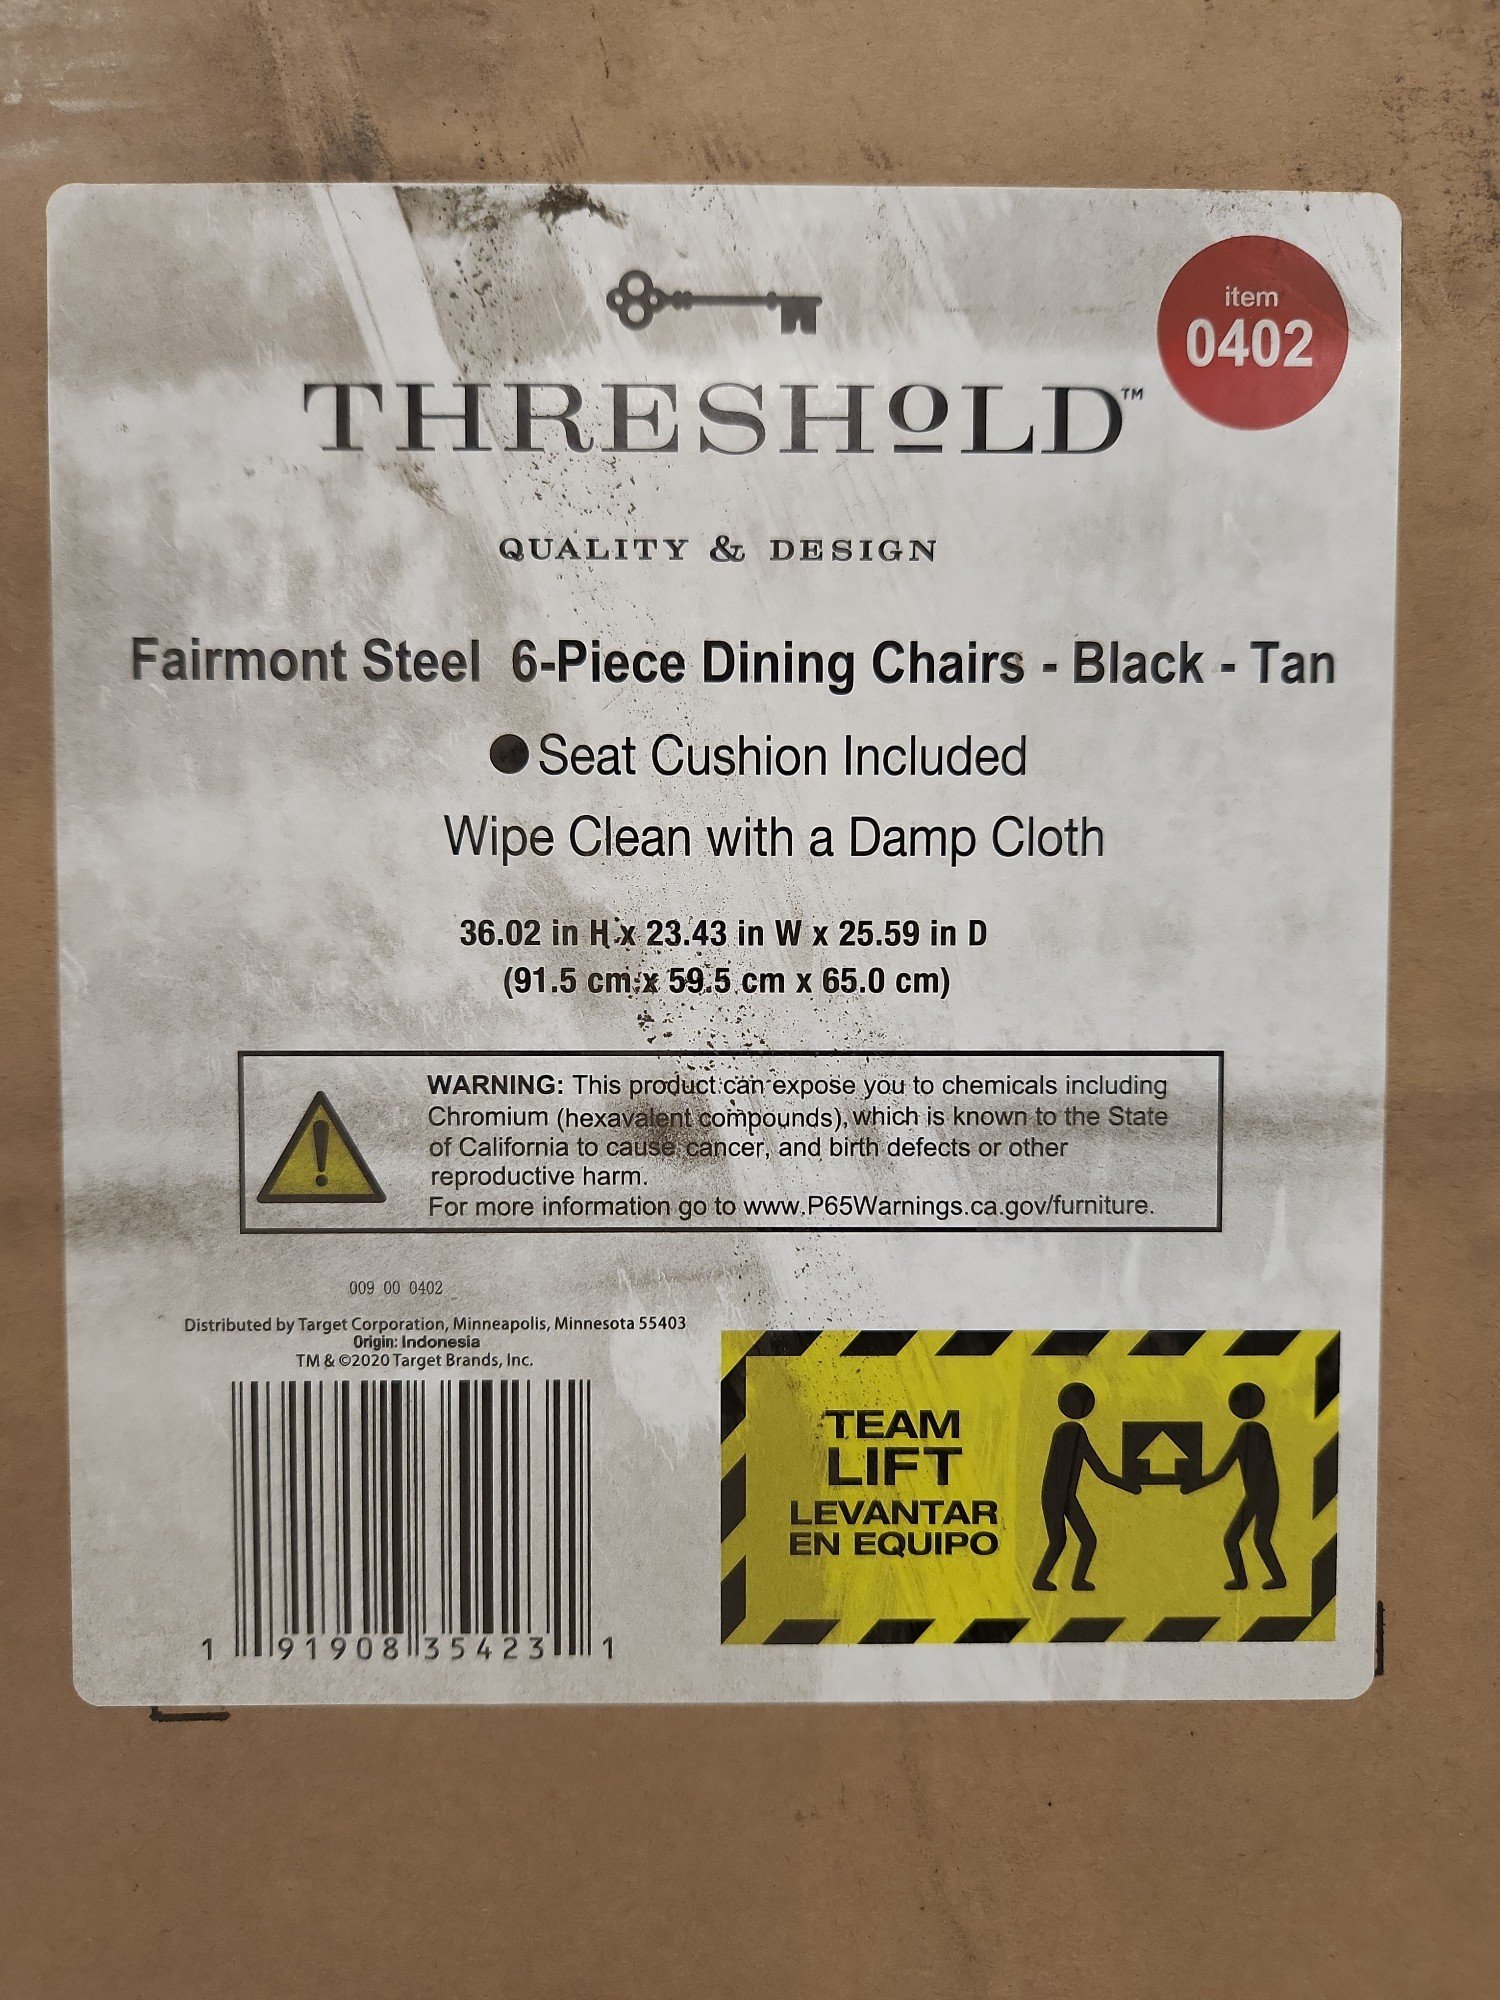 item
0402
THRESHOLD™
QUALITY & DESIGN
Fairmont Steel 6-Piece Dining Chairs - Black - Tan
●Seat Cushion Included
Wipe Clean with a Damp Cloth
36.02 in H x 23.43 in W x 25.59 in D
(91.5 cm x 59.5 cm x 65.0 cm)
WARNING: This product can expose you to chemicals including
Chromium (hexavalent compounds), which is known to the State
of California to cause cancer, and birth defects or other
reproductive harm.
For more information go to www.P65Warnings.ca.gov/furniture.
009 00 0402
Distributed by Target Corporation, Minneapolis, Minnesota 55403
Origin: Indonesia
TM & ©2020 Target Brands, Inc.
1 91908 35423 1
TEAM
LIFT
LEVANTAR
EN EQUIPO